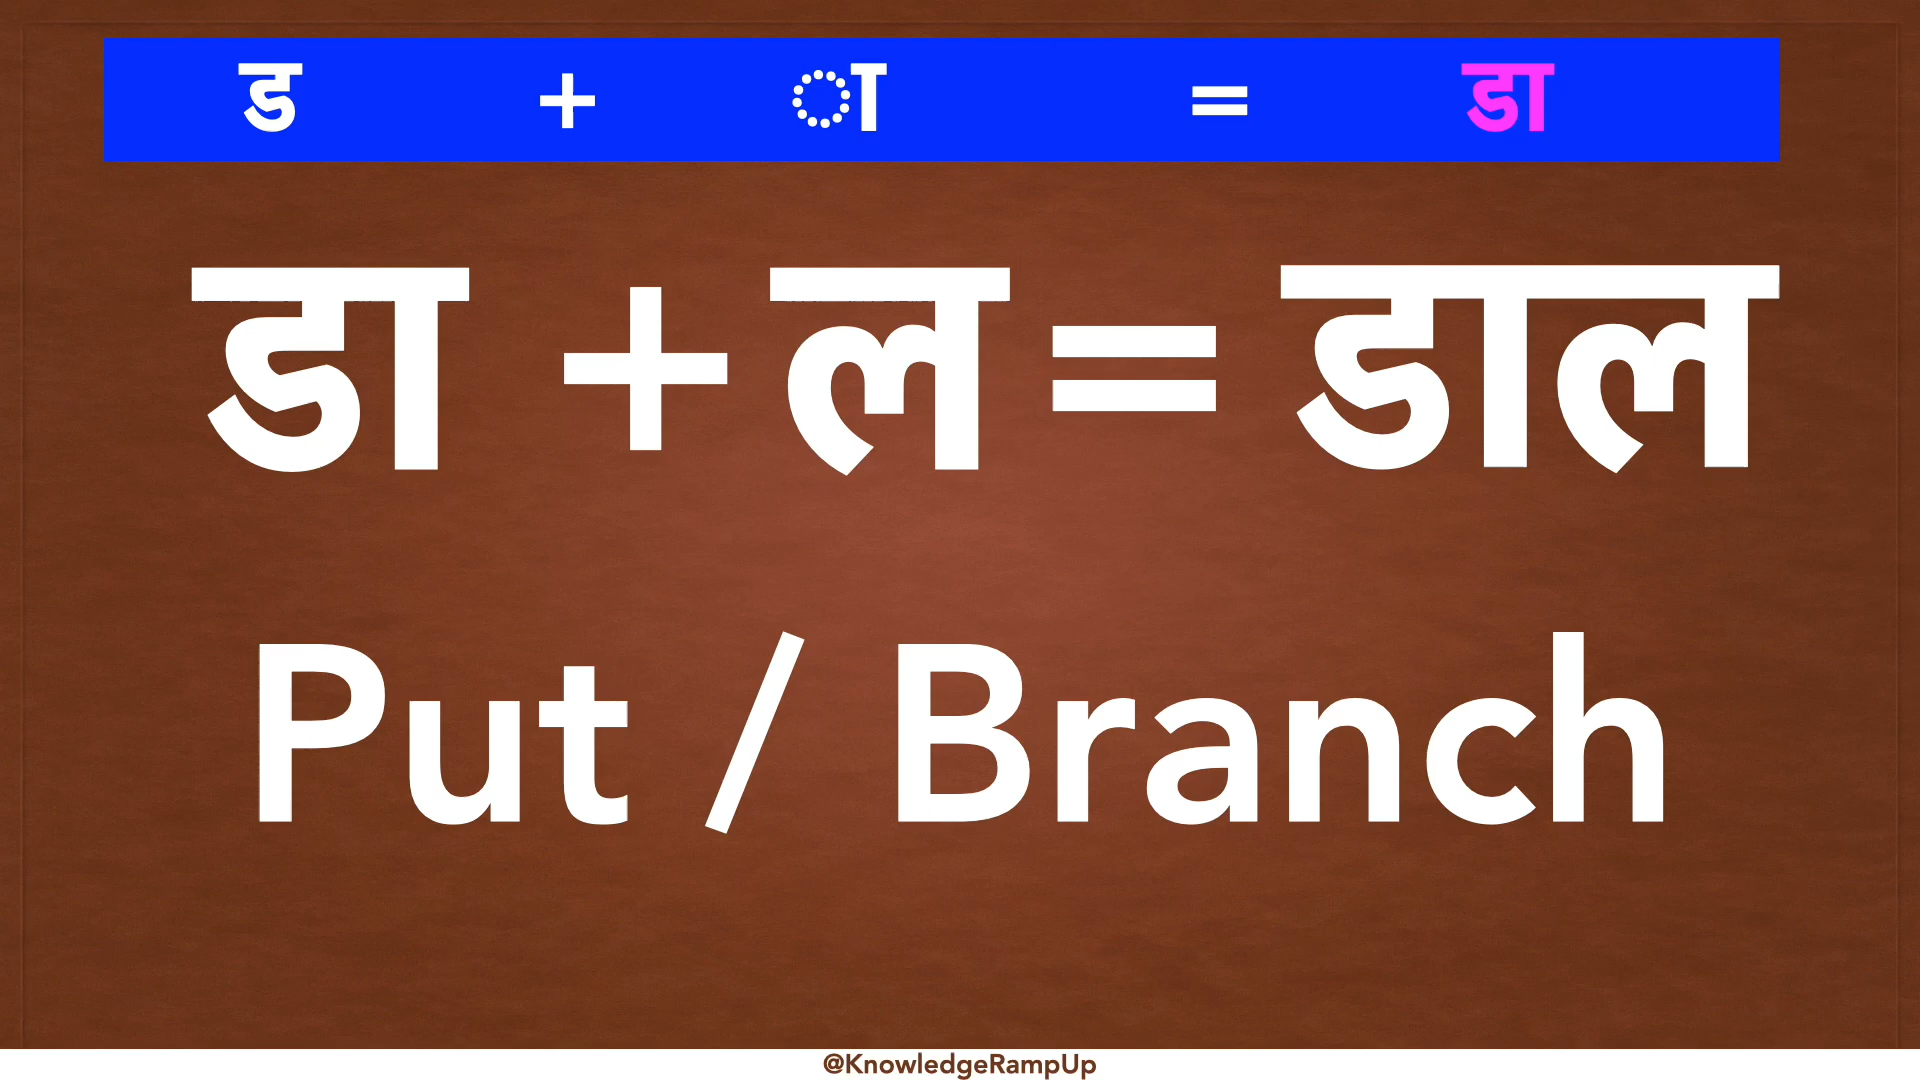 ड + ा = डा
डा + ल = डाल
Put / Branch
@KnowledgeRampUp